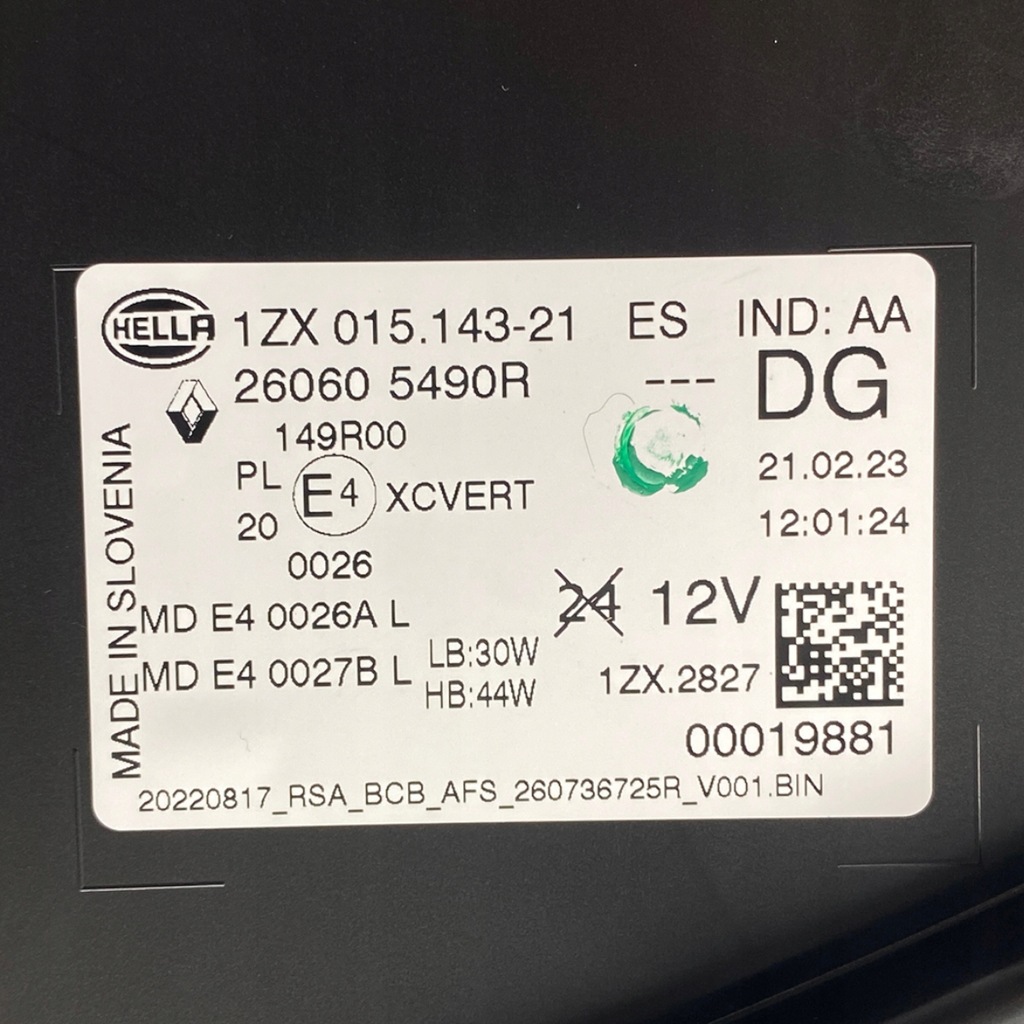 HELLA 1ZX 015.143-21 ES IND: AA
26060 5490R --- DG
149R00
21.02.23
PL E4 XCVERT
20
12:01:24
0026
24 12V
MD E4 0026A L
LB:30W
MD E4 0027B L
HB:44W
1ZX.2827
00019881
20220817_RSA_BCB_AFS_260736725R_V001.BIN
MADE IN SLOVENIA